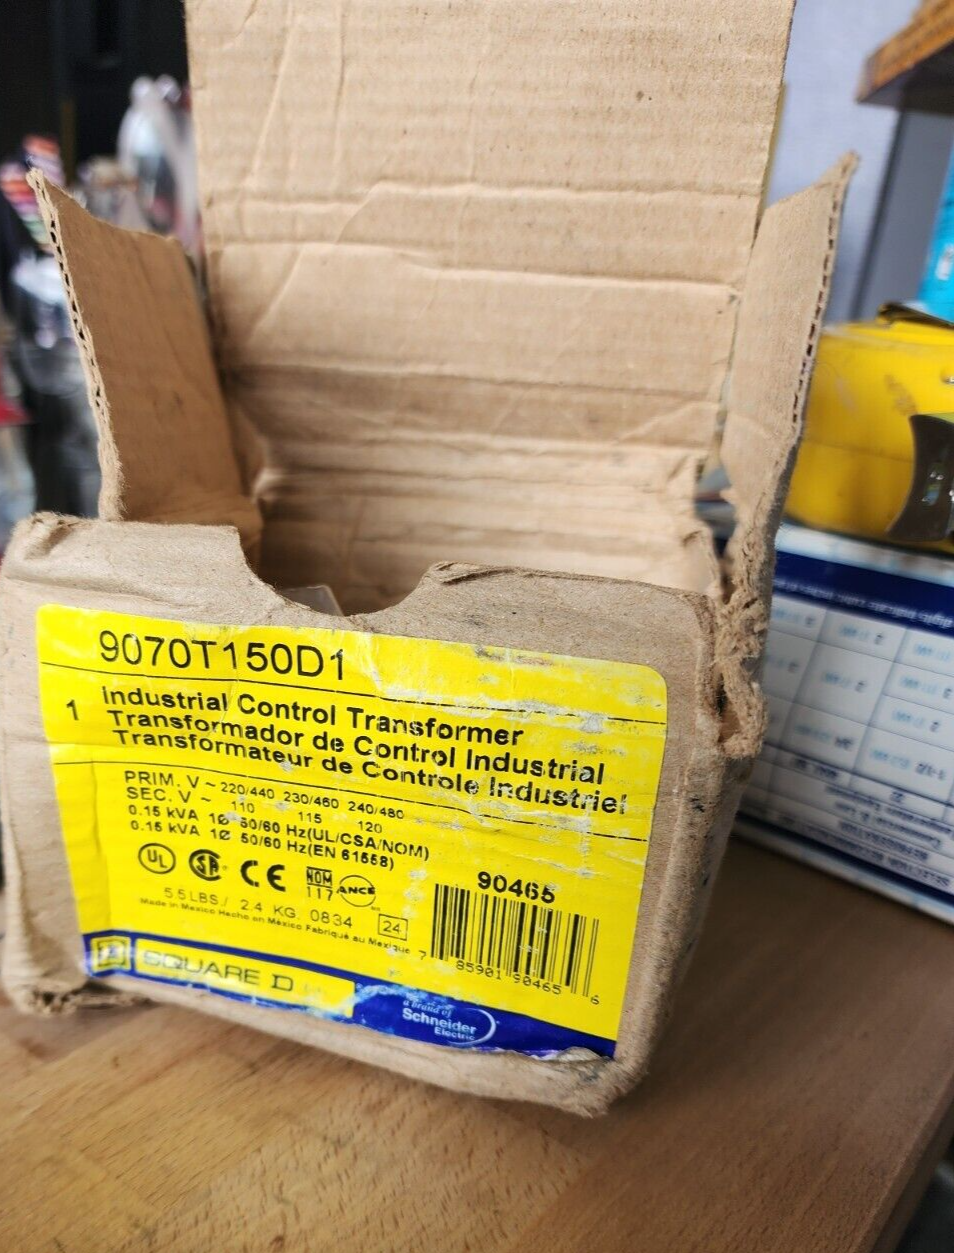 9070T150D1
1
Industrial Control Transformer
Transformador de Control Industrial
Transformateur de Controle Industriel
PRIM. V ~ 220/440 230/460 240/480
SEC. V ~ 110 115 120
0.15 kVA 1Ø 50/60 Hz(UL/CSA/NOM)
0.15 kVA 1Ø 50/60 Hz(EN 61558)
UL SA CE NOM 117 ANCE
5.5 LBS./ 2.4 KG. 0834 24
Made in Mexico Hecho en México Fabriqué au Mexique
90465
7 85901 90465 6
D SQUARE D
a brand of
Schneider
Electric